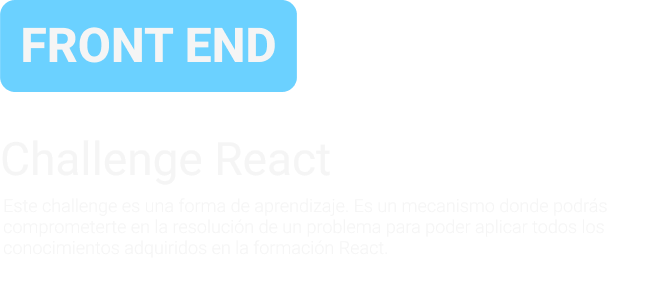 FRONT END
Challenge React
Este challenge es una forma de aprendizaje. Es un mecanismo donde podrás
comprometerte en la resolución de un problema para poder aplicar todos los
conocimientos adquiridos en la formación React.